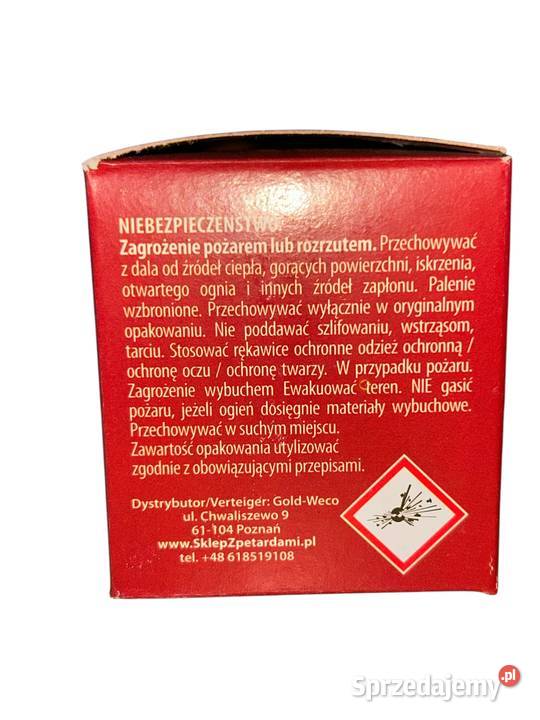 Sprzedajemy.pl
NIEBEZPIECZEŃSTWO!
Zagrożenie pożarem lub rozrzutem. Przechowywać
z dala od źródeł ciepła, gorących powierzchni, iskrzenia,
otwartego ognia i innych źródeł zapłonu. Palenie
wzbronione. Przechowywać wyłącznie w oryginalnym
opakowaniu. Nie poddawać szlifowaniu, wstrząsom,
tarciu. Stosować rękawice ochronne odzież ochronną /
ochronę oczu / ochronę twarzy. W przypadku pożaru.
Zagrożenie wybuchem Ewakuować teren. NIE gasić
pożaru, jeżeli ogień dosięgnie materiały wybuchowe.
Przechowywać w suchym miejscu.
Zawartość opakowania utylizować
zgodnie z obowiązującymi przepisami.
Dystrybutor/Verteiger: Gold-Weco
ul. Chwaliszewo 9
61-104 Poznań
www.SklepZpetardami.pl
tel. +48 618519108
Sprzedajemy.pl